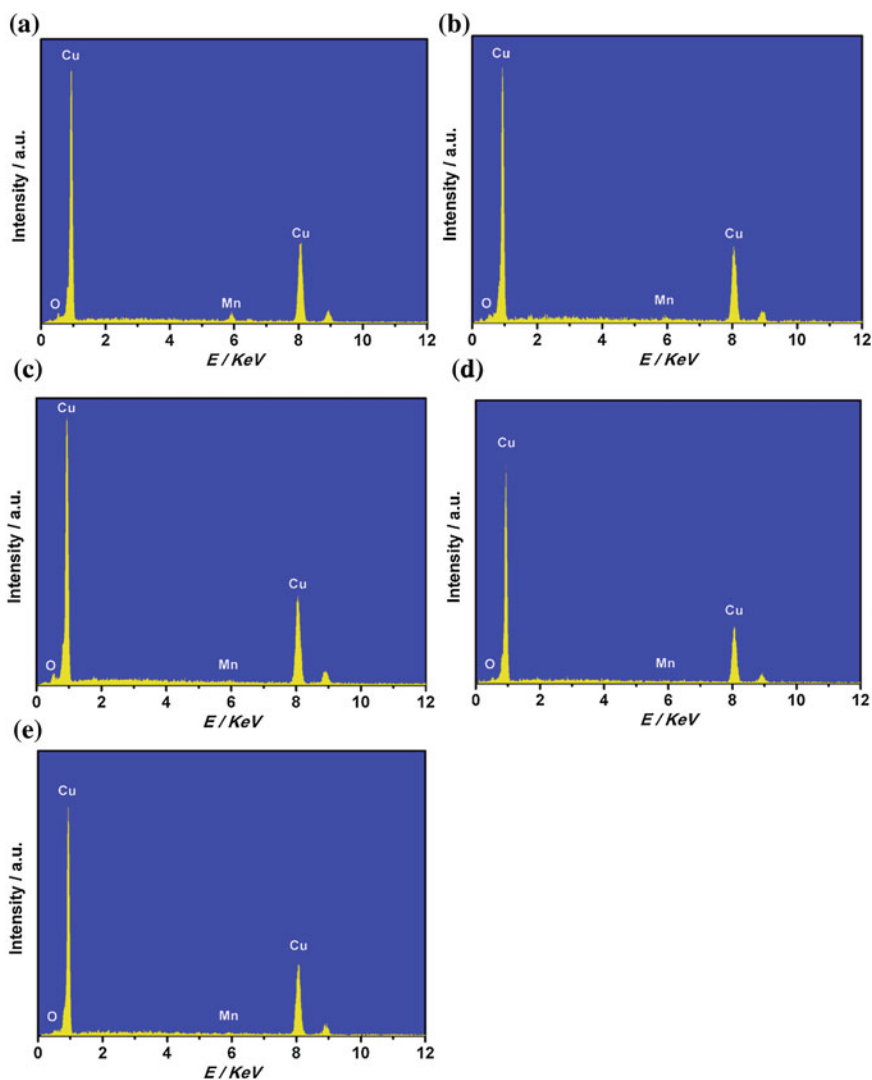 (a)
Cu
Cu
O
Mn
Intensity / a.u.
0 2 4 6 8 10 12
E / KeV
(b)
Cu
Cu
O
Mn
Intensity / a.u.
0 2 4 6 8 10 12
E / KeV
(c)
Cu
Cu
O
Mn
Intensity / a.u.
0 2 4 6 8 10 12
E / KeV
(d)
Cu
Cu
O
Mn
Intensity / a.u.
0 2 4 6 8 10 12
E / KeV
(e)
Cu
Cu
O
Mn
Intensity / a.u.
0 2 4 6 8 10 12
E / KeV